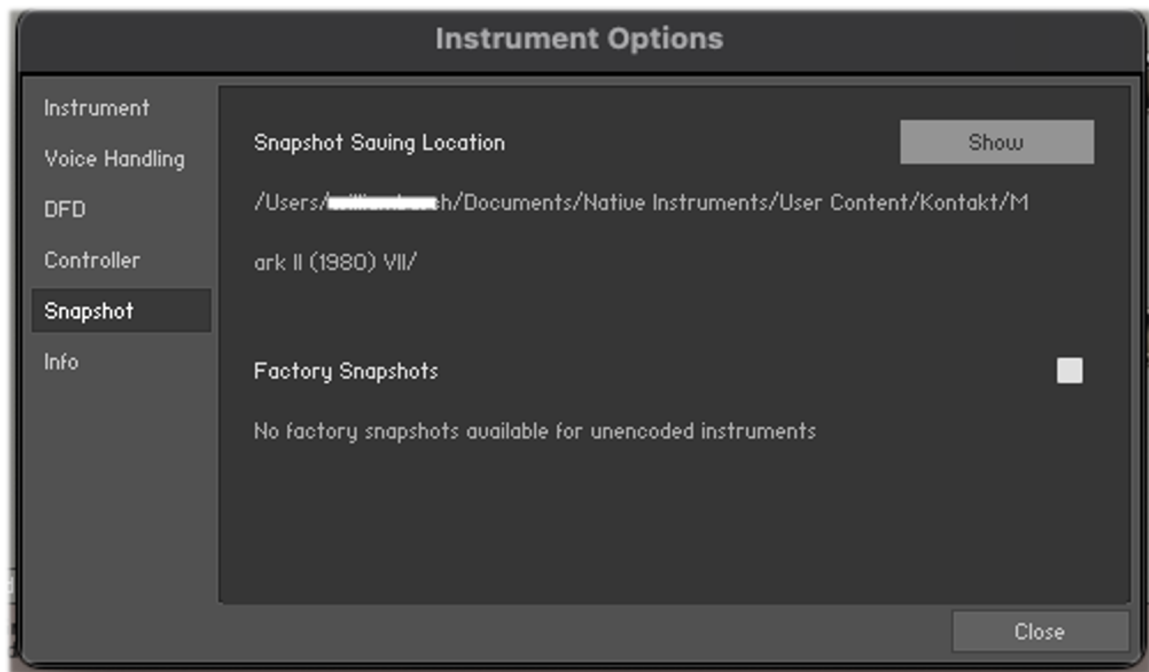 Instrument Options
Instrument
Voice Handling
DFD
Controller
Snapshot
Info
Snapshot Saving Location
Show
/Users/ h/Documents/Native Instruments/User Content/Kontakt/M
ark II (1980) VII/
Factory Snapshots
No factory snapshots available for unencoded instruments
Close